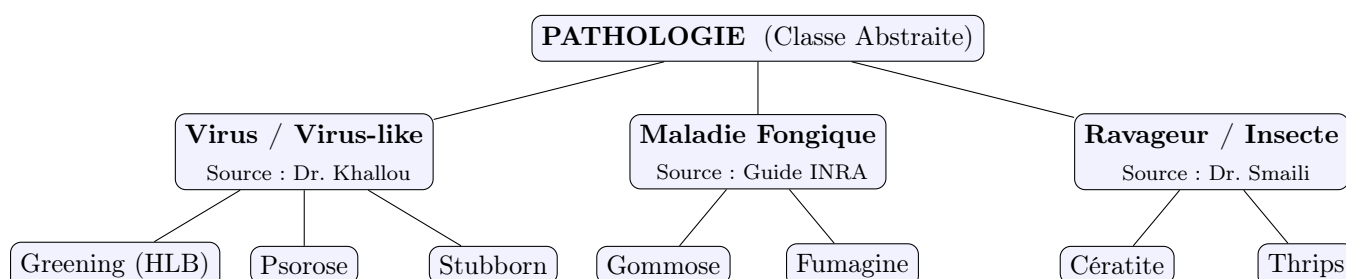 PATHOLOGIE (Classe Abstraite)
Virus / Virus-like
Source : Dr. Khallou
Maladie Fongique
Source : Guide INRA
Ravageur / Insecte
Source : Dr. Smaili
Greening (HLB)
Psorose
Stubborn
Gommose
Fumagine
Cératite
Thrips